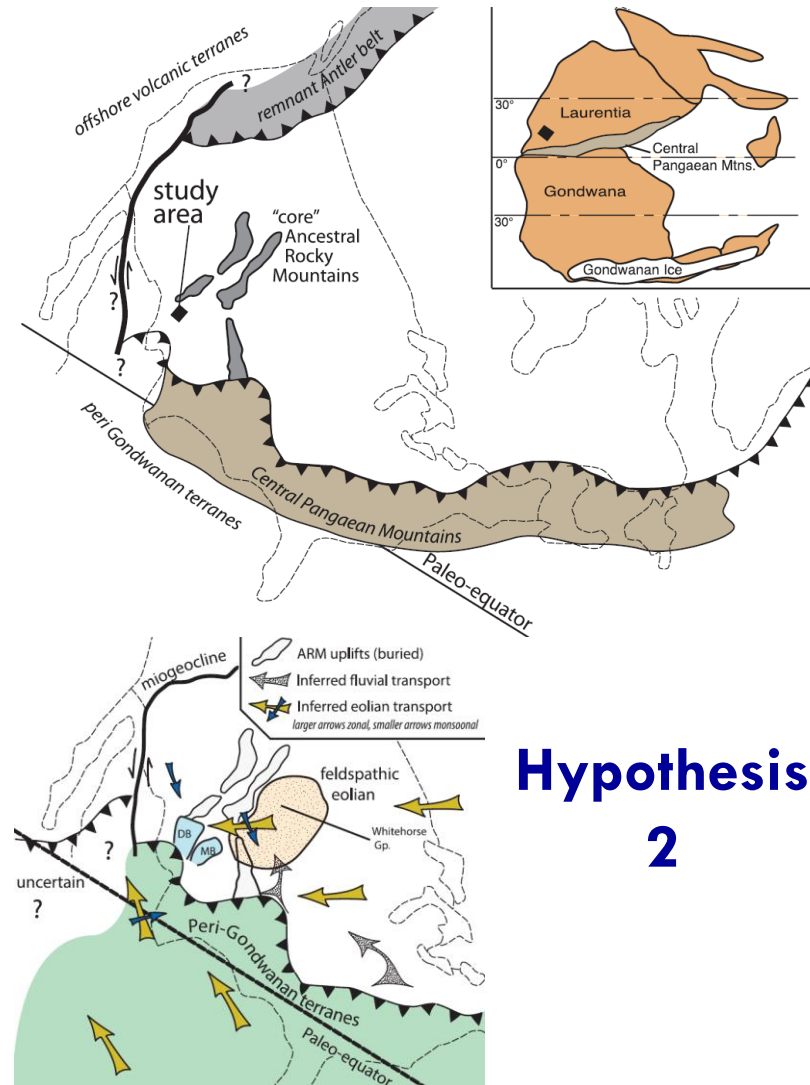 offshore volcanic terranes
?
remnant Antler belt
study
area
"core"
Ancestral
Rocky
Mountains
?
?
peri Gondwanan terranes
Central Pangaean Mountains
Paleo-equator
30°
Laurentia
Central
Pangaean Mtns.
0°
Gondwana
30°
Gondwanan Ice
miogeocline
ARM uplifts (buried)
Inferred fluvial transport
Inferred eolian transport
larger arrows zonal, smaller arrows monsoonal
feldspathic
eolian
Whitehorse
Gp.
DB
MB
?
uncertain
?
Peri-Gondwanan terranes
Paleo-equator
Hypothesis
2